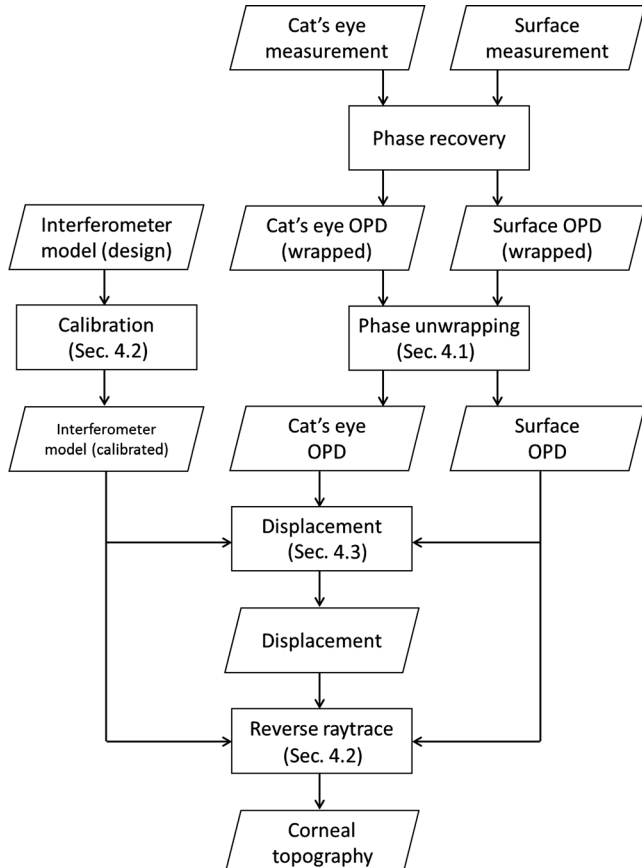 Cat's eye
measurement
Surface
measurement
Phase recovery
Interferometer
model (design)
Cat's eye OPD
(wrapped)
Surface OPD
(wrapped)
Calibration
(Sec. 4.2)
Phase unwrapping
(Sec. 4.1)
Interferometer
model (calibrated)
Cat's eye
OPD
Surface
OPD
Displacement
(Sec. 4.3)
Displacement
Reverse raytrace
(Sec. 4.2)
Corneal
topography